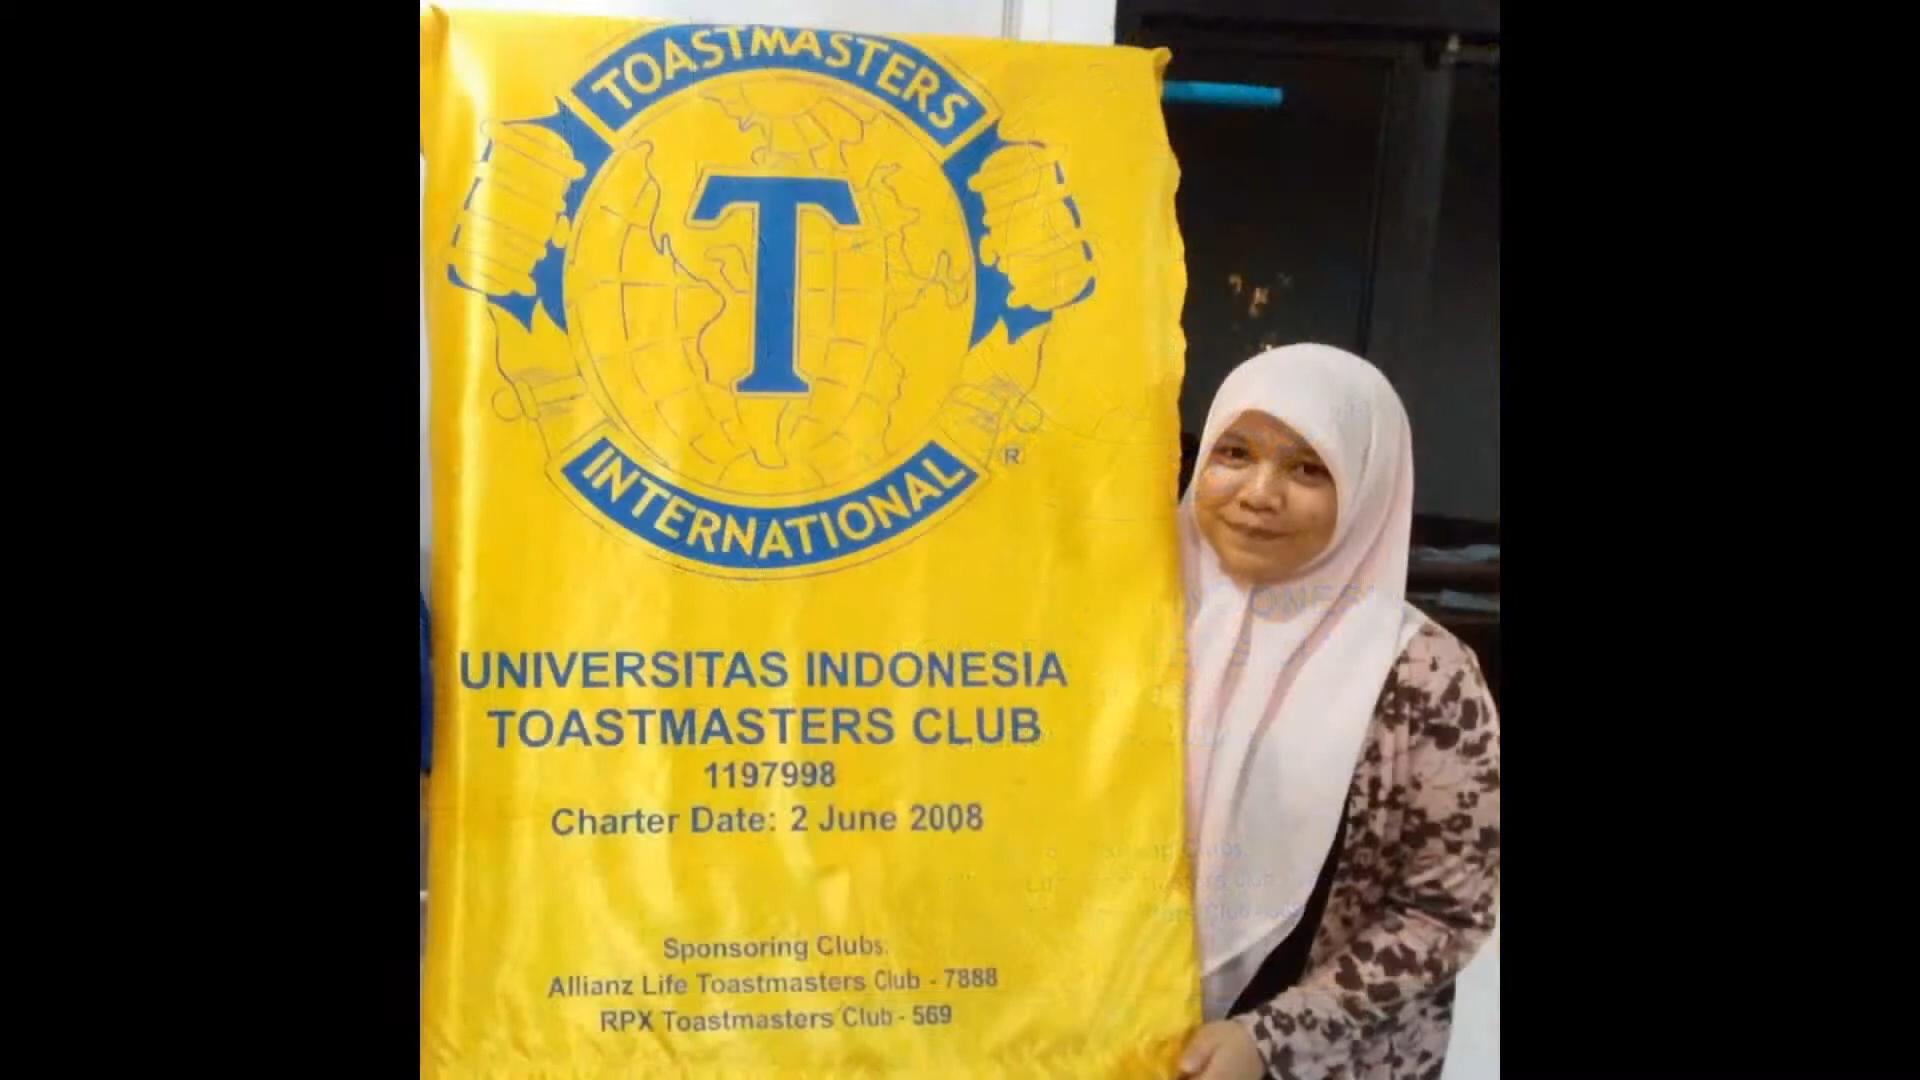 TOASTMASTERS
T
INTERNATIONAL
®
UNIVERSITAS INDONESIA
TOASTMASTERS CLUB
1197998
Charter Date: 2 June 2008
Sponsoring Clubs:
Allianz Life Toastmasters Club - 7888
RPX Toastmasters Club - 569